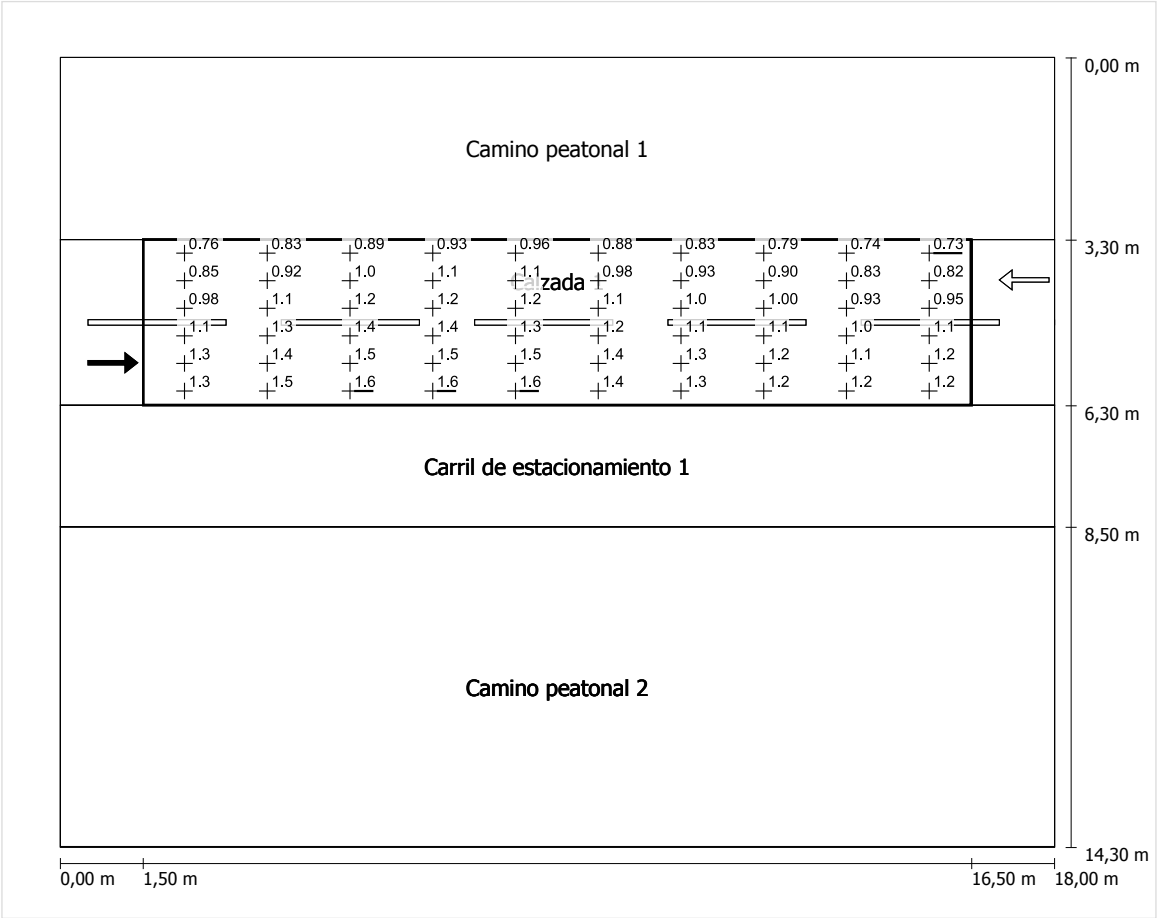 0,00 m
Camino peatonal 1
0.76 0.83 0.89 0.93 0.96 0.88 0.83 0.79 0.74 0.73
3,30 m
0.85 0.92 1.0 1.1 1.1 0.98 0.93 0.90 0.83 0.82
Calzada
0.98 1.1 1.2 1.2 1.2 1.1 1.0 1.00 0.93 0.95
1.1 1.3 1.4 1.4 1.3 1.2 1.1 1.1 1.0 1.1
1.3 1.4 1.5 1.5 1.5 1.4 1.3 1.2 1.1 1.2
1.3 1.5 1.6 1.6 1.6 1.4 1.3 1.2 1.2 1.2
6,30 m
Carril de estacionamiento 1
8,50 m
Camino peatonal 2
14,30 m
0,00 m 1,50 m 16,50 m 18,00 m